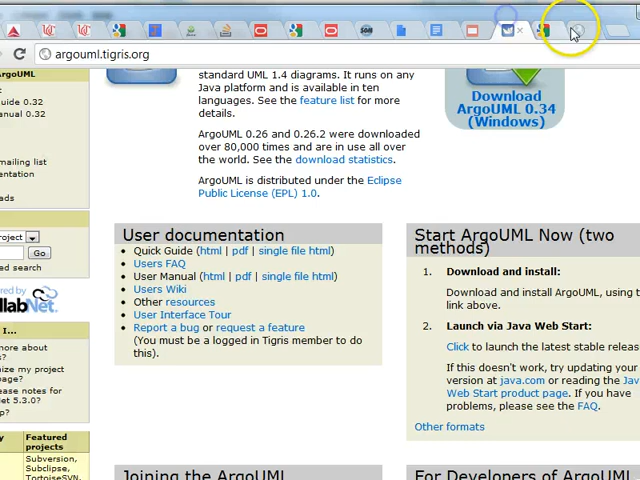 argouml.tigris.org
ArgoUML
uide 0.32
anual 0.32
mailing list
entation
ads
roject
Go
ced search
ed by
llabNet.
I...
more about
s?
mize my project
page?
ease notes for
et 5.3.0?
p?
y
Featured
projects
Subversion,
Subclipse,
TortoiseSVN,
standard UML 1.4 diagrams. It runs on any
Java platform and is available in ten
languages. See the feature list for more
details.
ArgoUML 0.26 and 0.26.2 were downloaded
over 80,000 times and are in use all over
the world. See the download statistics.
ArgoUML is distributed under the Eclipse
Public License (EPL) 1.0.
Download
ArgoUML 0.34
(Windows)
User documentation
• Quick Guide (html | pdf | single file html)
• Users FAQ
• User Manual (html | pdf | single file html)
• Users Wiki
• Other resources
• User Interface Tour
• Report a bug or request a feature
(You must be a logged in Tigris member to do
this).
Start ArgoUML Now (two
methods)
1. Download and install:
Download and install ArgoUML, using t
link above.
2. Launch via Java Web Start:
Click to launch the latest stable releas
If this doesn't work, try updating your
version at java.com or reading the Jav
Web Start product page. If you have
problems, please see the FAQ.
Other formats
Joining the ArgoUML
For Developers of ArgoUML